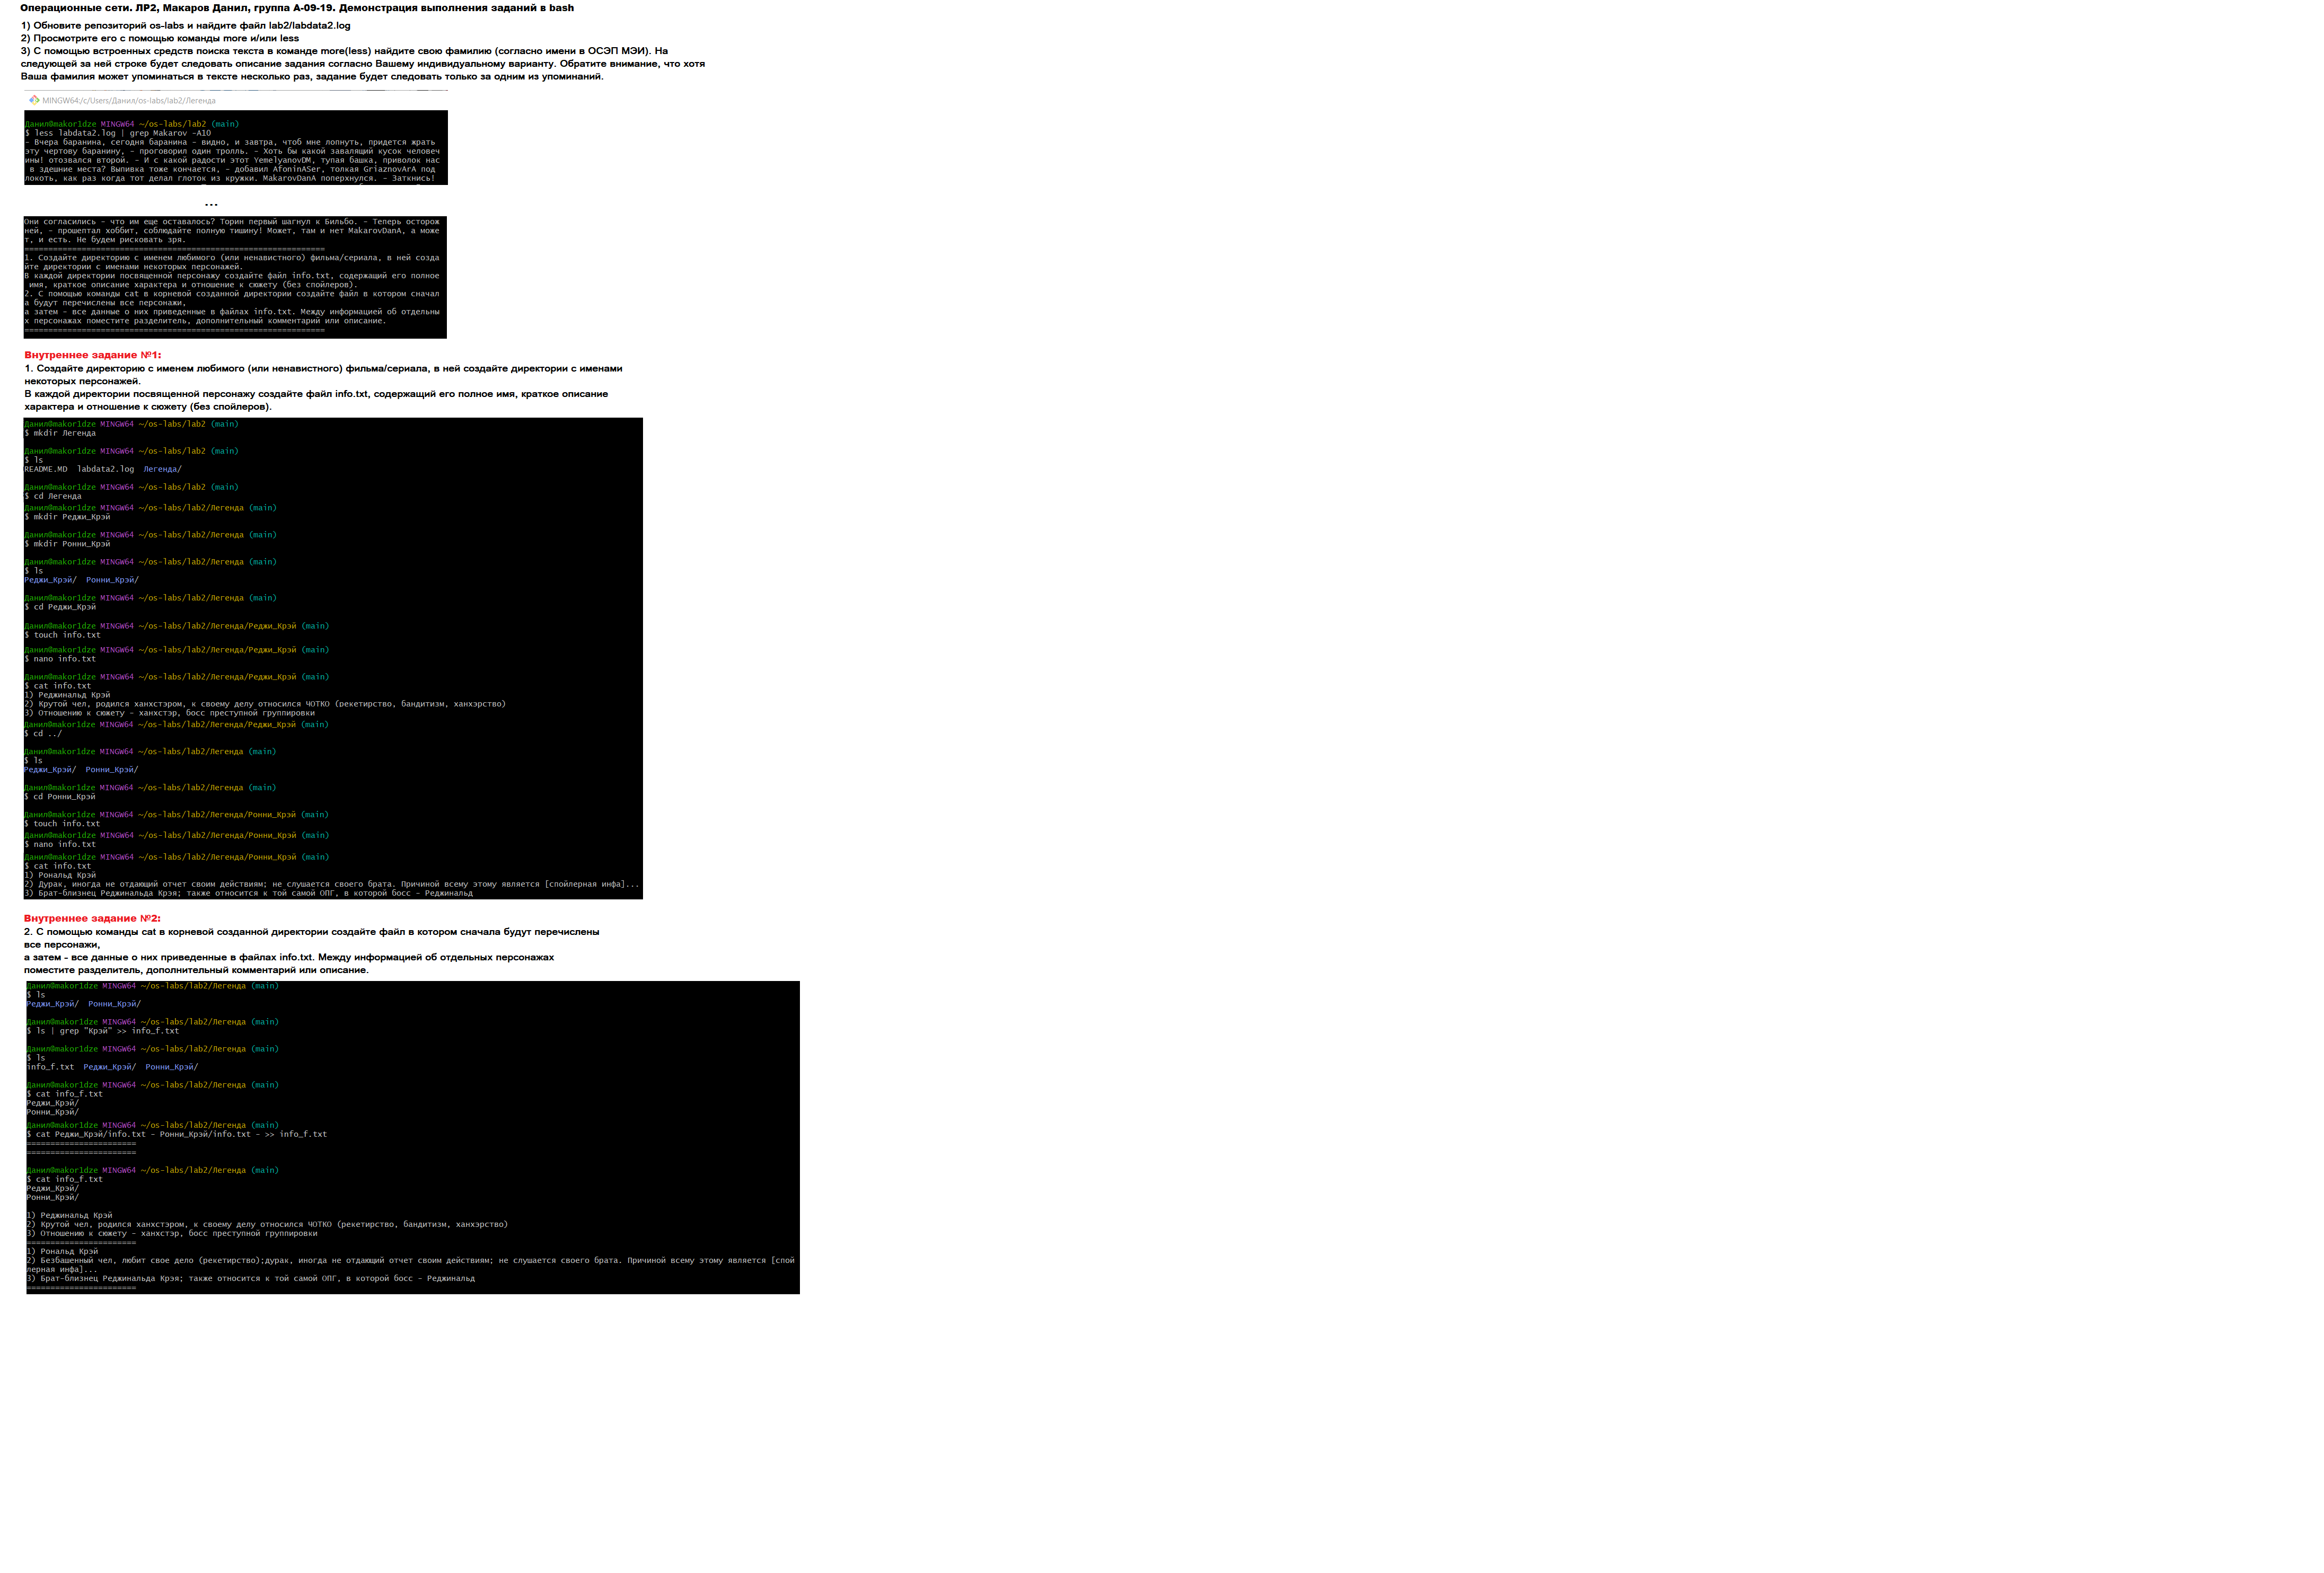 Операционные сети. ЛР2, Макаров Данил, группа А-09-19. Демонстрация выполнения заданий в bash
1) Обновите репозиторий os-labs и найдите файл lab2/labdata2.log
2) Просмотрите его с помощью команды more и/или less
3) С помощью встроенных средств поиска текста в команде more(less) найдите свою фамилию (согласно имени в ОСЭП МЭИ). На
следующей за ней строке будет следовать описание задания согласно Вашему индивидуальному варианту. Обратите внимание, что хотя
Ваша фамилия может упоминаться в тексте несколько раз, задание будет следовать только за одним из упоминаний.
MINGW64:/c/Users/Данил/os-labs/lab2/Легенда
Данил@makor1dze MINGW64 ~/os-labs/lab2 (main)
$ less labdata2.log | grep Makarov -A10
- Вчера баранина, сегодня баранина - видно, и завтра, чтоб мне лопнуть, придется жрать
эту чертову баранину, - проговорил один тролль. - Хоть бы какой завалящий кусок человеч
ины! отозвался второй. - И с какой радости этот YemelyanovDM, тупая башка, приволок нас
в здешние места? Выпивка тоже кончается, - добавил AfoninASer, толкая GriaznovArA под
локоть, как раз когда тот делал глоток из кружки. MakarovDanA поперхнулся. - Заткнись!
...
Они согласились - что им еще оставалось? Торин первый шагнул к Бильбо. - Теперь осторож
ней, - прошептал хоббит, соблюдайте полную тишину! Может, там и нет MakarovDanA, а може
т, и есть. Не будем рисковать зря.
===============================================================
1. Создайте директорию с именем любимого (или ненавистного) фильма/сериала, в ней созда
йте директории с именами некоторых персонажей.
В каждой директории посвященной персонажу создайте файл info.txt, содержащий его полное
имя, краткое описание характера и отношение к сюжету (без спойлеров).
2. С помощью команды cat в корневой созданной директории создайте файл в котором сначал
а будут перечислены все персонажи,
а затем - все данные о них приведенные в файлах info.txt. Между информацией об отдельны
х персонажах поместите разделитель, дополнительный комментарий или описание.
===============================================================
Внутреннее задание №1:
1. Создайте директорию с именем любимого (или ненавистного) фильма/сериала, в ней создайте директории с именами
некоторых персонажей.
В каждой директории посвященной персонажу создайте файл info.txt, содержащий его полное имя, краткое описание
характера и отношение к сюжету (без спойлеров).
Данил@makor1dze MINGW64 ~/os-labs/lab2 (main)
$ mkdir Легенда
Данил@makor1dze MINGW64 ~/os-labs/lab2 (main)
$ ls
README.MD  labdata2.log  Легенда/
Данил@makor1dze MINGW64 ~/os-labs/lab2 (main)
$ cd Легенда
Данил@makor1dze MINGW64 ~/os-labs/lab2/Легенда (main)
$ mkdir Реджи_Крэй
Данил@makor1dze MINGW64 ~/os-labs/lab2/Легенда (main)
$ mkdir Ронни_Крэй
Данил@makor1dze MINGW64 ~/os-labs/lab2/Легенда (main)
$ ls
Реджи_Крэй/  Ронни_Крэй/
Данил@makor1dze MINGW64 ~/os-labs/lab2/Легенда (main)
$ cd Реджи_Крэй
Данил@makor1dze MINGW64 ~/os-labs/lab2/Легенда/Реджи_Крэй (main)
$ touch info.txt
Данил@makor1dze MINGW64 ~/os-labs/lab2/Легенда/Реджи_Крэй (main)
$ nano info.txt
Данил@makor1dze MINGW64 ~/os-labs/lab2/Легенда/Реджи_Крэй (main)
$ cat info.txt
1) Реджинальд Крэй
2) Крутой чел, родился ханхстэром, к своему делу относился ЧОТКО (рекетирство, бандитизм, ханхэрство)
3) Отношению к сюжету - ханхстэр, босс преступной группировки
Данил@makor1dze MINGW64 ~/os-labs/lab2/Легенда/Реджи_Крэй (main)
$ cd ../
Данил@makor1dze MINGW64 ~/os-labs/lab2/Легенда (main)
$ ls
Реджи_Крэй/  Ронни_Крэй/
Данил@makor1dze MINGW64 ~/os-labs/lab2/Легенда (main)
$ cd Ронни_Крэй
Данил@makor1dze MINGW64 ~/os-labs/lab2/Легенда/Ронни_Крэй (main)
$ touch info.txt
Данил@makor1dze MINGW64 ~/os-labs/lab2/Легенда/Ронни_Крэй (main)
$ nano info.txt
Данил@makor1dze MINGW64 ~/os-labs/lab2/Легенда/Ронни_Крэй (main)
$ cat info.txt
1) Рональд Крэй
2) Дурак, иногда не отдающий отчет своим действиям; не слушается своего брата. Причиной всему этому является [спойлерная инфа]...
3) Брат-близнец Реджинальда Крэя; также относится к той самой ОПГ, в которой босс - Реджинальд
Внутреннее задание №2:
2. С помощью команды cat в корневой созданной директории создайте файл в котором сначала будут перечислены
все персонажи,
а затем - все данные о них приведенные в файлах info.txt. Между информацией об отдельных персонажах
поместите разделитель, дополнительный комментарий или описание.
Данил@makor1dze MINGW64 ~/os-labs/lab2/Легенда (main)
$ ls
Реджи_Крэй/  Ронни_Крэй/
Данил@makor1dze MINGW64 ~/os-labs/lab2/Легенда (main)
$ ls | grep "Крэй" >> info_f.txt
Данил@makor1dze MINGW64 ~/os-labs/lab2/Легенда (main)
$ ls
info_f.txt  Реджи_Крэй/  Ронни_Крэй/
Данил@makor1dze MINGW64 ~/os-labs/lab2/Легенда (main)
$ cat info_f.txt
Реджи_Крэй/
Ронни_Крэй/
Данил@makor1dze MINGW64 ~/os-labs/lab2/Легенда (main)
$ cat Реджи_Крэй/info.txt - Ронни_Крэй/info.txt - >> info_f.txt
=======================
=======================
Данил@makor1dze MINGW64 ~/os-labs/lab2/Легенда (main)
$ cat info_f.txt
Реджи_Крэй/
Ронни_Крэй/
1) Реджинальд Крэй
2) Крутой чел, родился ханхстэром, к своему делу относился ЧОТКО (рекетирство, бандитизм, ханхэрство)
3) Отношению к сюжету - ханхстэр, босс преступной группировки
=======================
1) Рональд Крэй
2) Безбашенный чел, любит свое дело (рекетирство);дурак, иногда не отдающий отчет своим действиям; не слушается своего брата. Причиной всему этому является [спой
лерная инфа]...
3) Брат-близнец Реджинальда Крэя; также относится к той самой ОПГ, в которой босс - Реджинальд
=======================